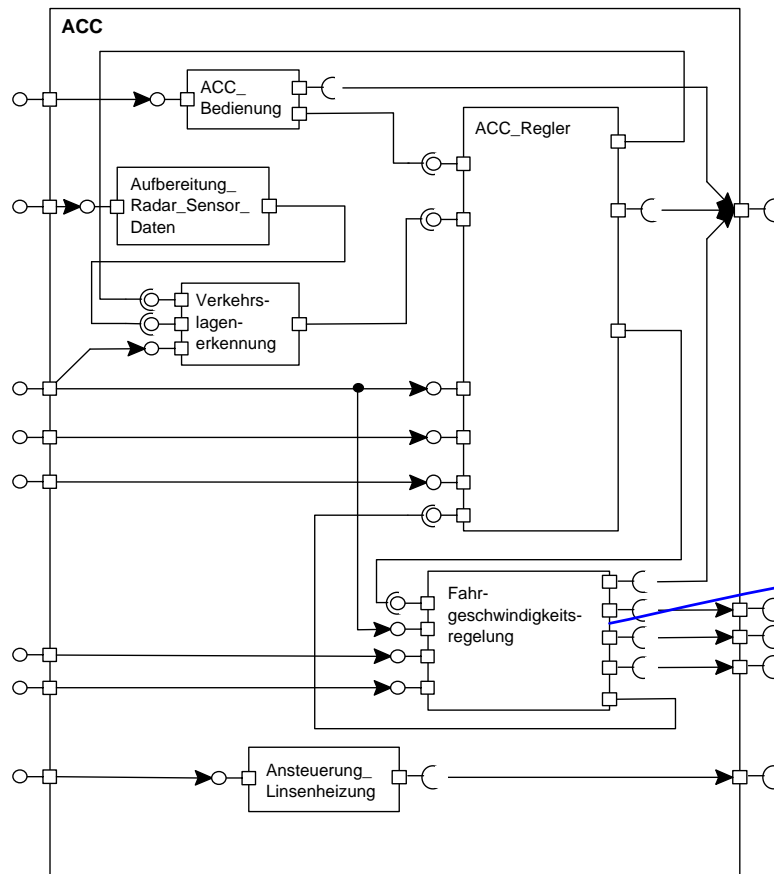 ACC
ACC_
Bedienung
ACC_Regler
Aufbereitung_
Radar_Sensor_
Daten
Verkehrs-
lagen-
erkennung
Fahr-
geschwindigkeits-
regelung
Ansteuerung_
Linsenheizung